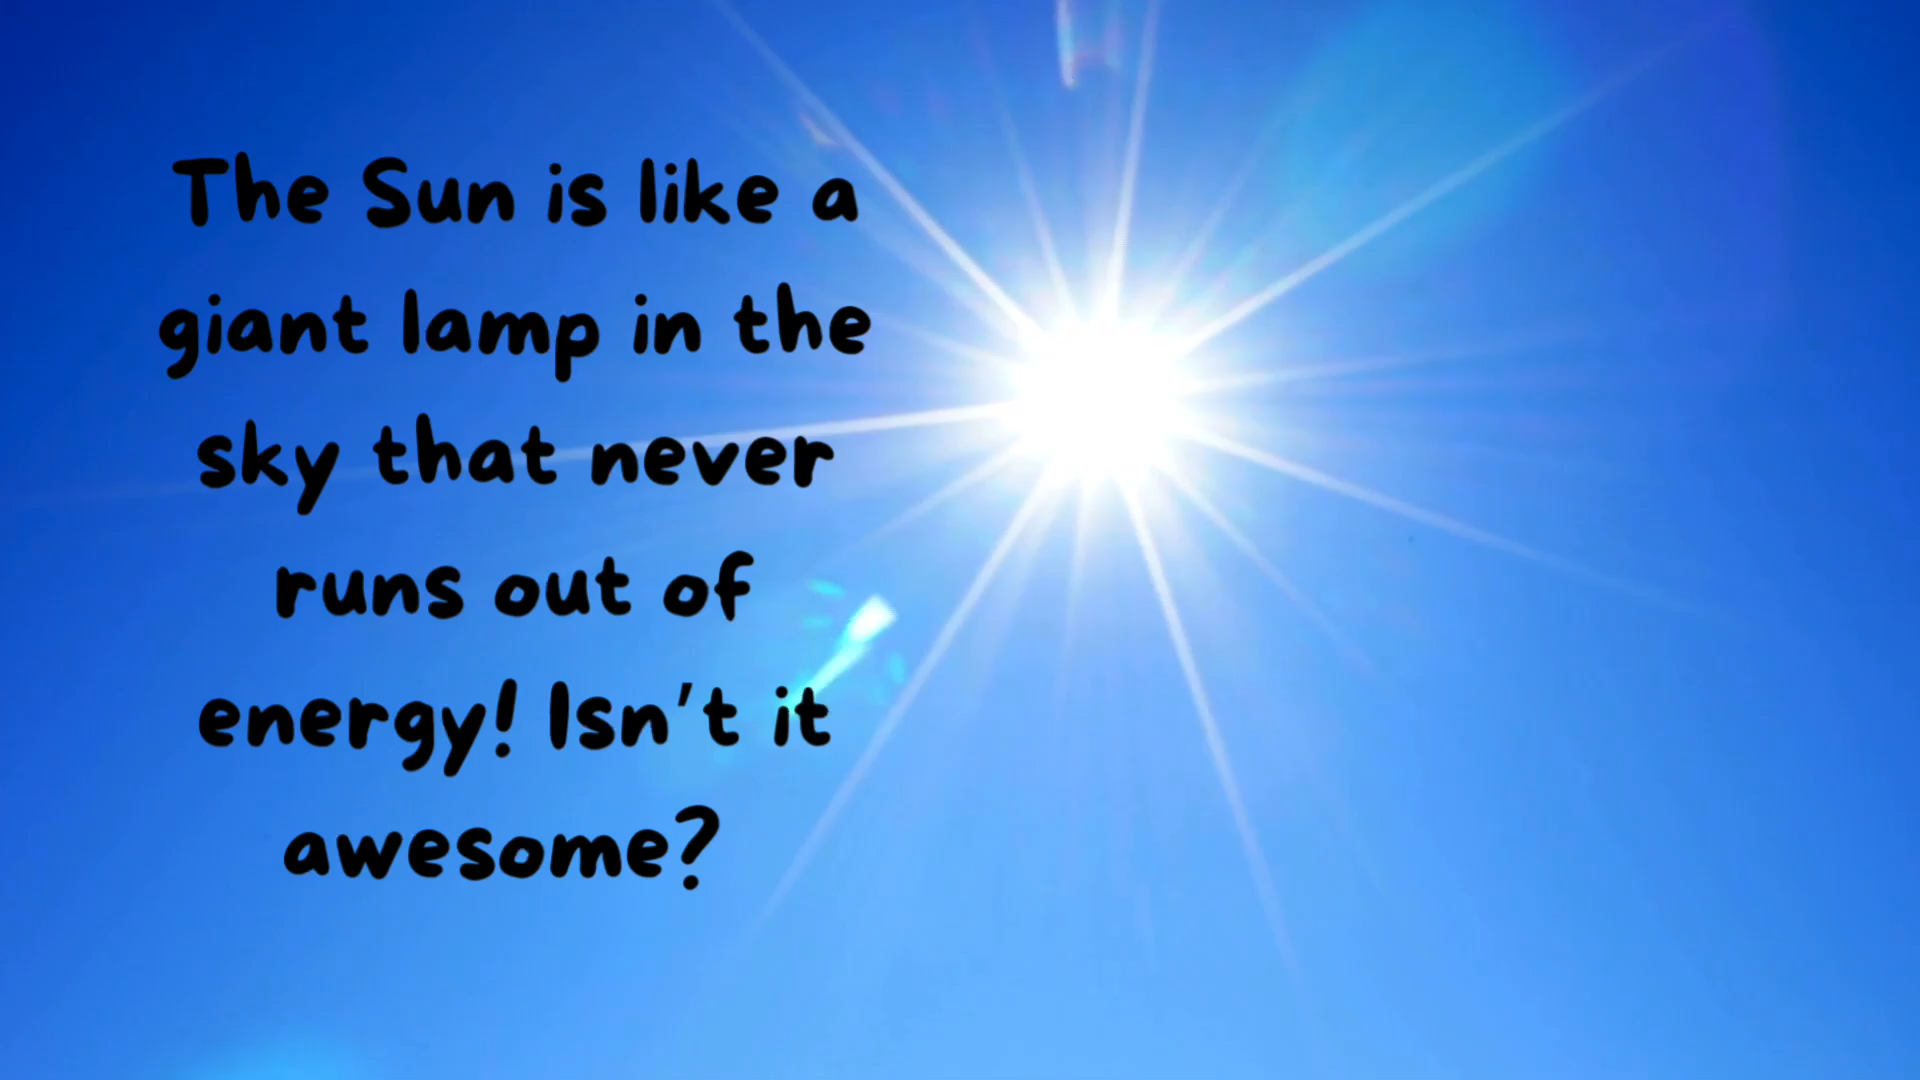 The Sun is like a
giant lamp in the
sky that never
runs out of
energy! Isn't it
awesome?